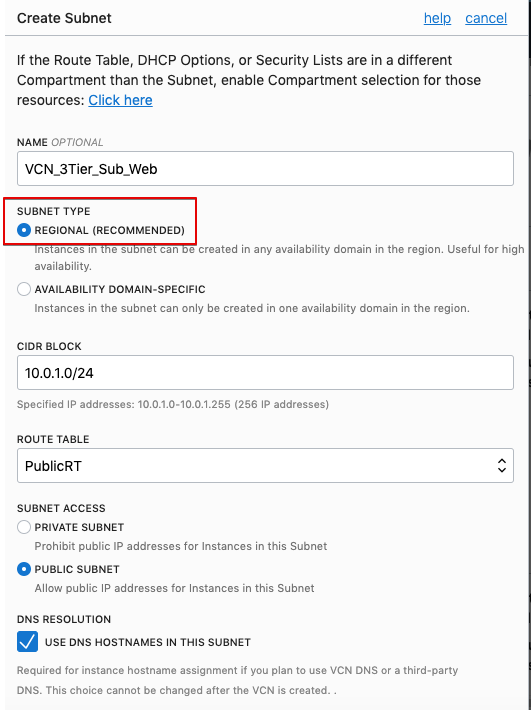 Create Subnet help cancel
If the Route Table, DHCP Options, or Security Lists are in a different
Compartment than the Subnet, enable Compartment selection for those
resources: Click here
NAME OPTIONAL
VCN_3Tier_Sub_Web
SUBNET TYPE
REGIONAL (RECOMMENDED)
Instances in the subnet can be created in any availability domain in the region. Useful for high
availability.
AVAILABILITY DOMAIN-SPECIFIC
Instances in the subnet can only be created in one availability domain in the region.
CIDR BLOCK
10.0.1.0/24
Specified IP addresses: 10.0.1.0-10.0.1.255 (256 IP addresses)
ROUTE TABLE
PublicRT
SUBNET ACCESS
PRIVATE SUBNET
Prohibit public IP addresses for Instances in this Subnet
PUBLIC SUBNET
Allow public IP addresses for Instances in this Subnet
DNS RESOLUTION
USE DNS HOSTNAMES IN THIS SUBNET
Required for instance hostname assignment if you plan to use VCN DNS or a third-party
DNS. This choice cannot be changed after the VCN is created. .